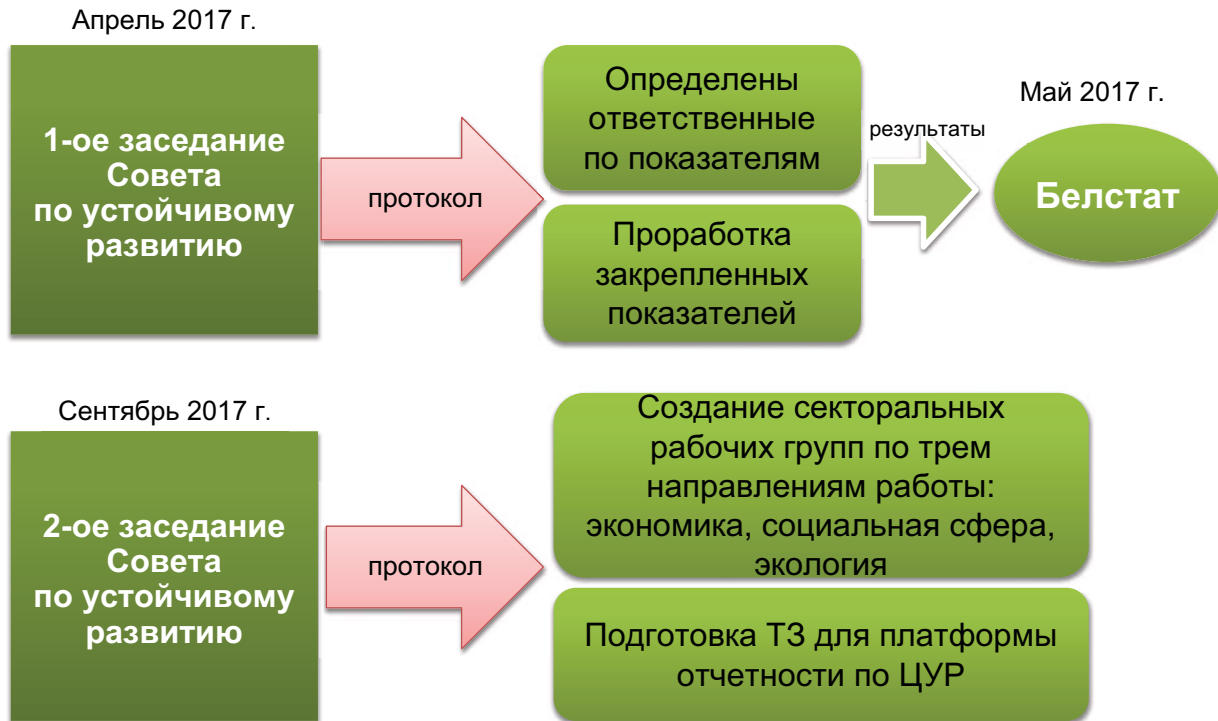 Апрель 2017 г.
1-ое заседание
Совета
по устойчивому
развитию
протокол
Определены
ответственные
по показателям
Проработка
закрепленных
показателей
результаты
Май 2017 г.
Белстат
Сентябрь 2017 г.
2-ое заседание
Совета
по устойчивому
развитию
протокол
Создание секторальных
рабочих групп по трем
направлениям работы:
экономика, социальная сфера,
экология
Подготовка ТЗ для платформы
отчетности по ЦУР